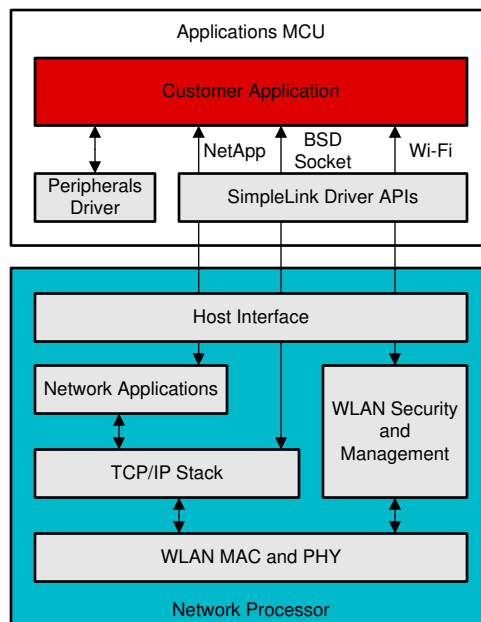 Applications MCU
Customer Application
NetApp
BSD
Socket
Wi-Fi
Peripherals
Driver
SimpleLink Driver APIs
Host Interface
Network Applications
WLAN Security
and
Management
TCP/IP Stack
WLAN MAC and PHY
Network Processor